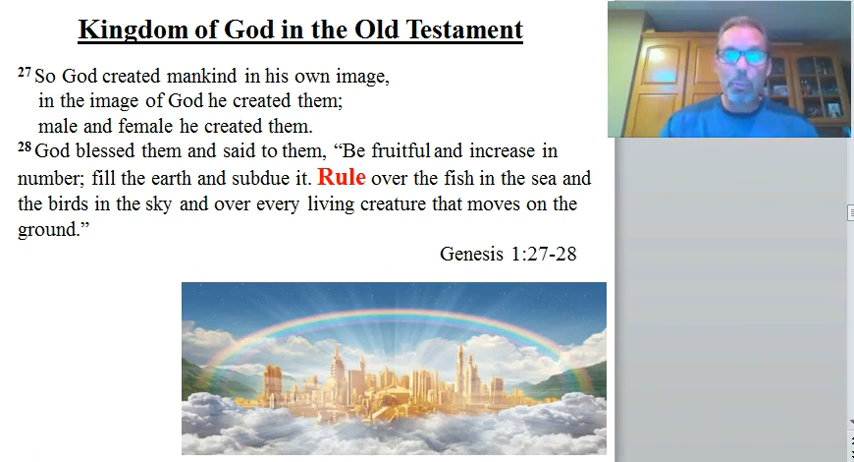 Kingdom of God in the Old Testament
27 So God created mankind in his own image,
in the image of God he created them;
male and female he created them.
28 God blessed them and said to them, “Be fruitful and increase in
number; fill the earth and subdue it. Rule over the fish in the sea and
the birds in the sky and over every living creature that moves on the
ground.”
Genesis 1:27-28